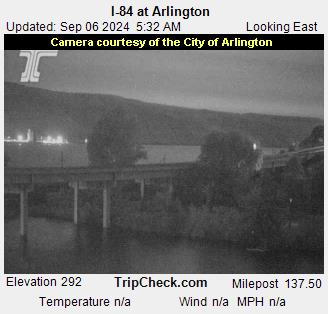 I-84 at Arlington
Updated: Sep 06 2024 5:32 AM Looking East
Camera courtesy of the City of Arlington
Elevation 292 TripCheck.com Milepost 137.50
Temperature n/a Wind n/a MPH n/a